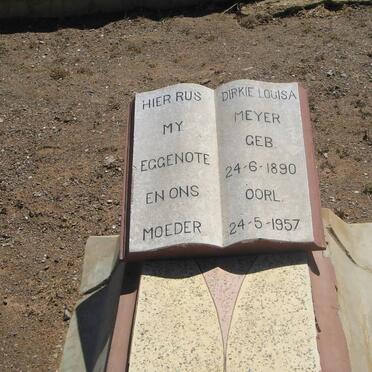 HIER RUS
MY
EGGENOTE
EN ONS
MOEDER
DIRKIE LOUISA
MEYER
GEB.
24-6-1890
OORL.
24-5-1957